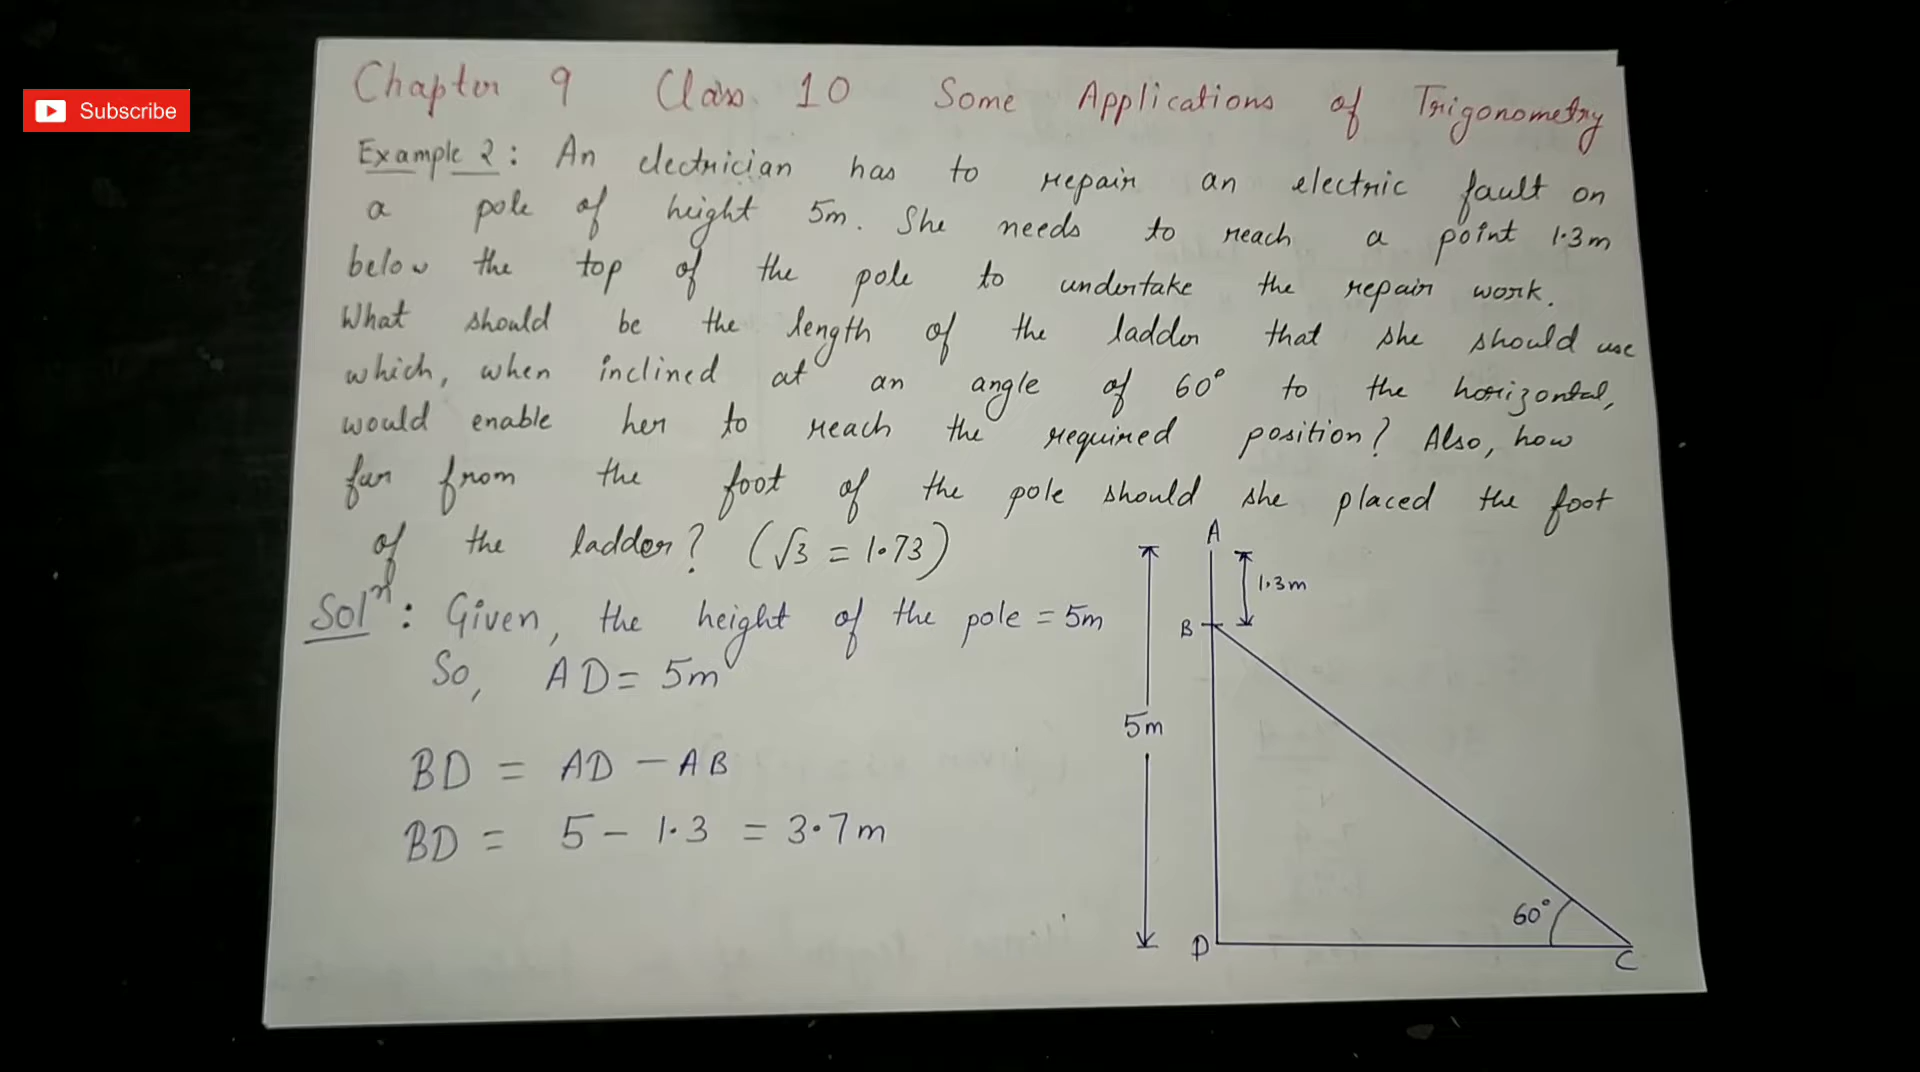 Subscribe
Chapter 9 Class 10 Some Applications of Trigonometry
Example 2: An electrician has to repair an electric fault on
a pole of height 5m. She needs to reach a point 1.3m
below the top of the pole to undertake the repair work.
What should be the length of the ladder that she should use
which, when inclined at an angle of 60° to the horizontal,
would enable her to reach the required position? Also, how
far from the foot of the pole should she placed the foot
of the ladder? (√3 = 1.73)
Solⁿ: Given, the height of the pole = 5m
So, AD = 5m
BD = AD - AB
BD = 5 - 1.3 = 3.7m
A
1.3m
B
5m
60°
D
C